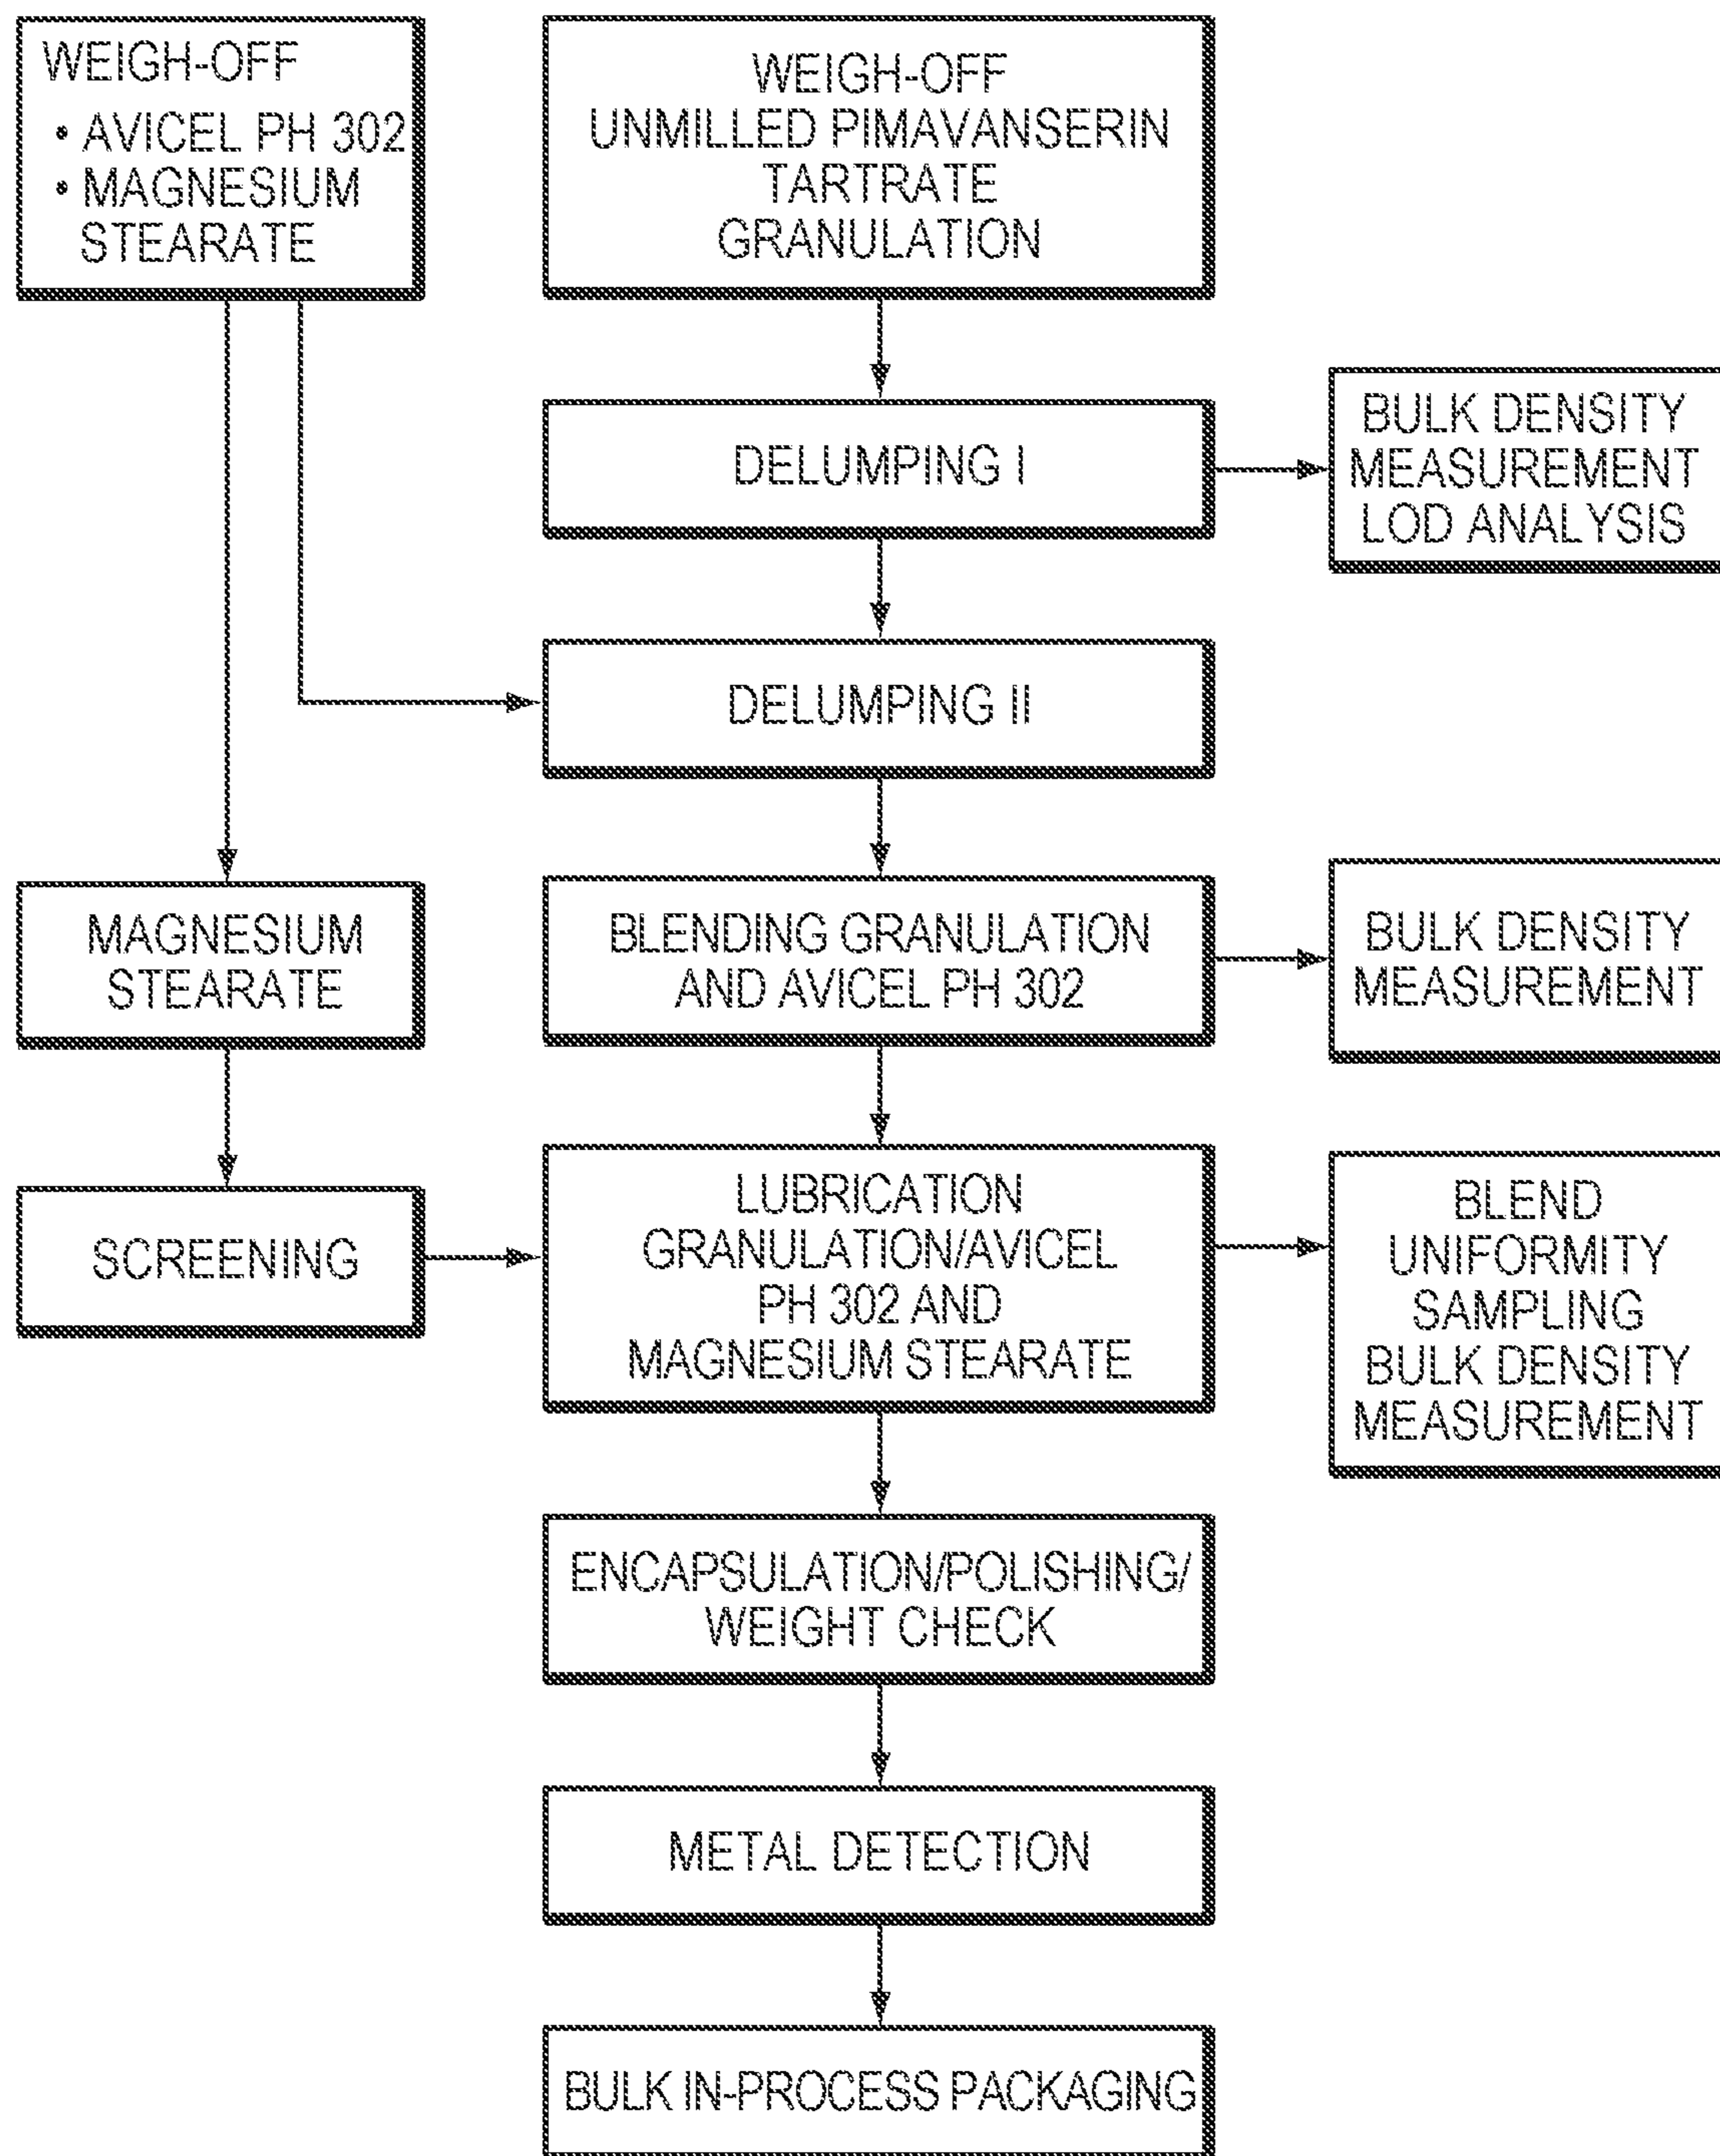 WEIGH-OFF
• AVICEL PH 302
• MAGNESIUM
STEARATE
WEIGH-OFF
UNMILLED PIMAVANSERIN
TARTRATE
GRANULATION
DELUMPING I
BULK DENSITY
MEASUREMENT
LOD ANALYSIS
DELUMPING II
MAGNESIUM
STEARATE
BLENDING GRANULATION
AND AVICEL PH 302
BULK DENSITY
MEASUREMENT
SCREENING
LUBRICATION
GRANULATION/AVICEL
PH 302 AND
MAGNESIUM STEARATE
BLEND
UNIFORMITY
SAMPLING
BULK DENSITY
MEASUREMENT
ENCAPSULATION/POLISHING/
WEIGHT CHECK
METAL DETECTION
BULK IN-PROCESS PACKAGING